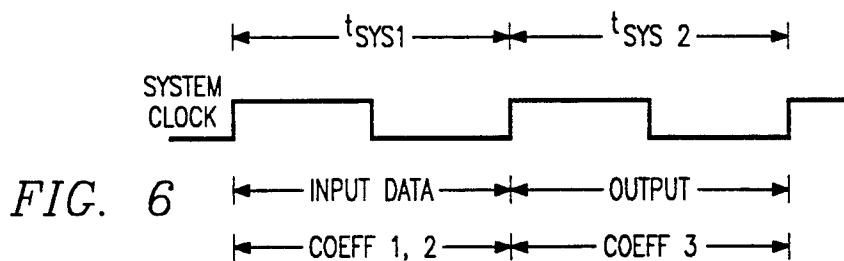 tSYS1 tSYS 2
SYSTEM
CLOCK
INPUT DATA OUTPUT
FIG. 6
COEFF 1, 2 COEFF 3